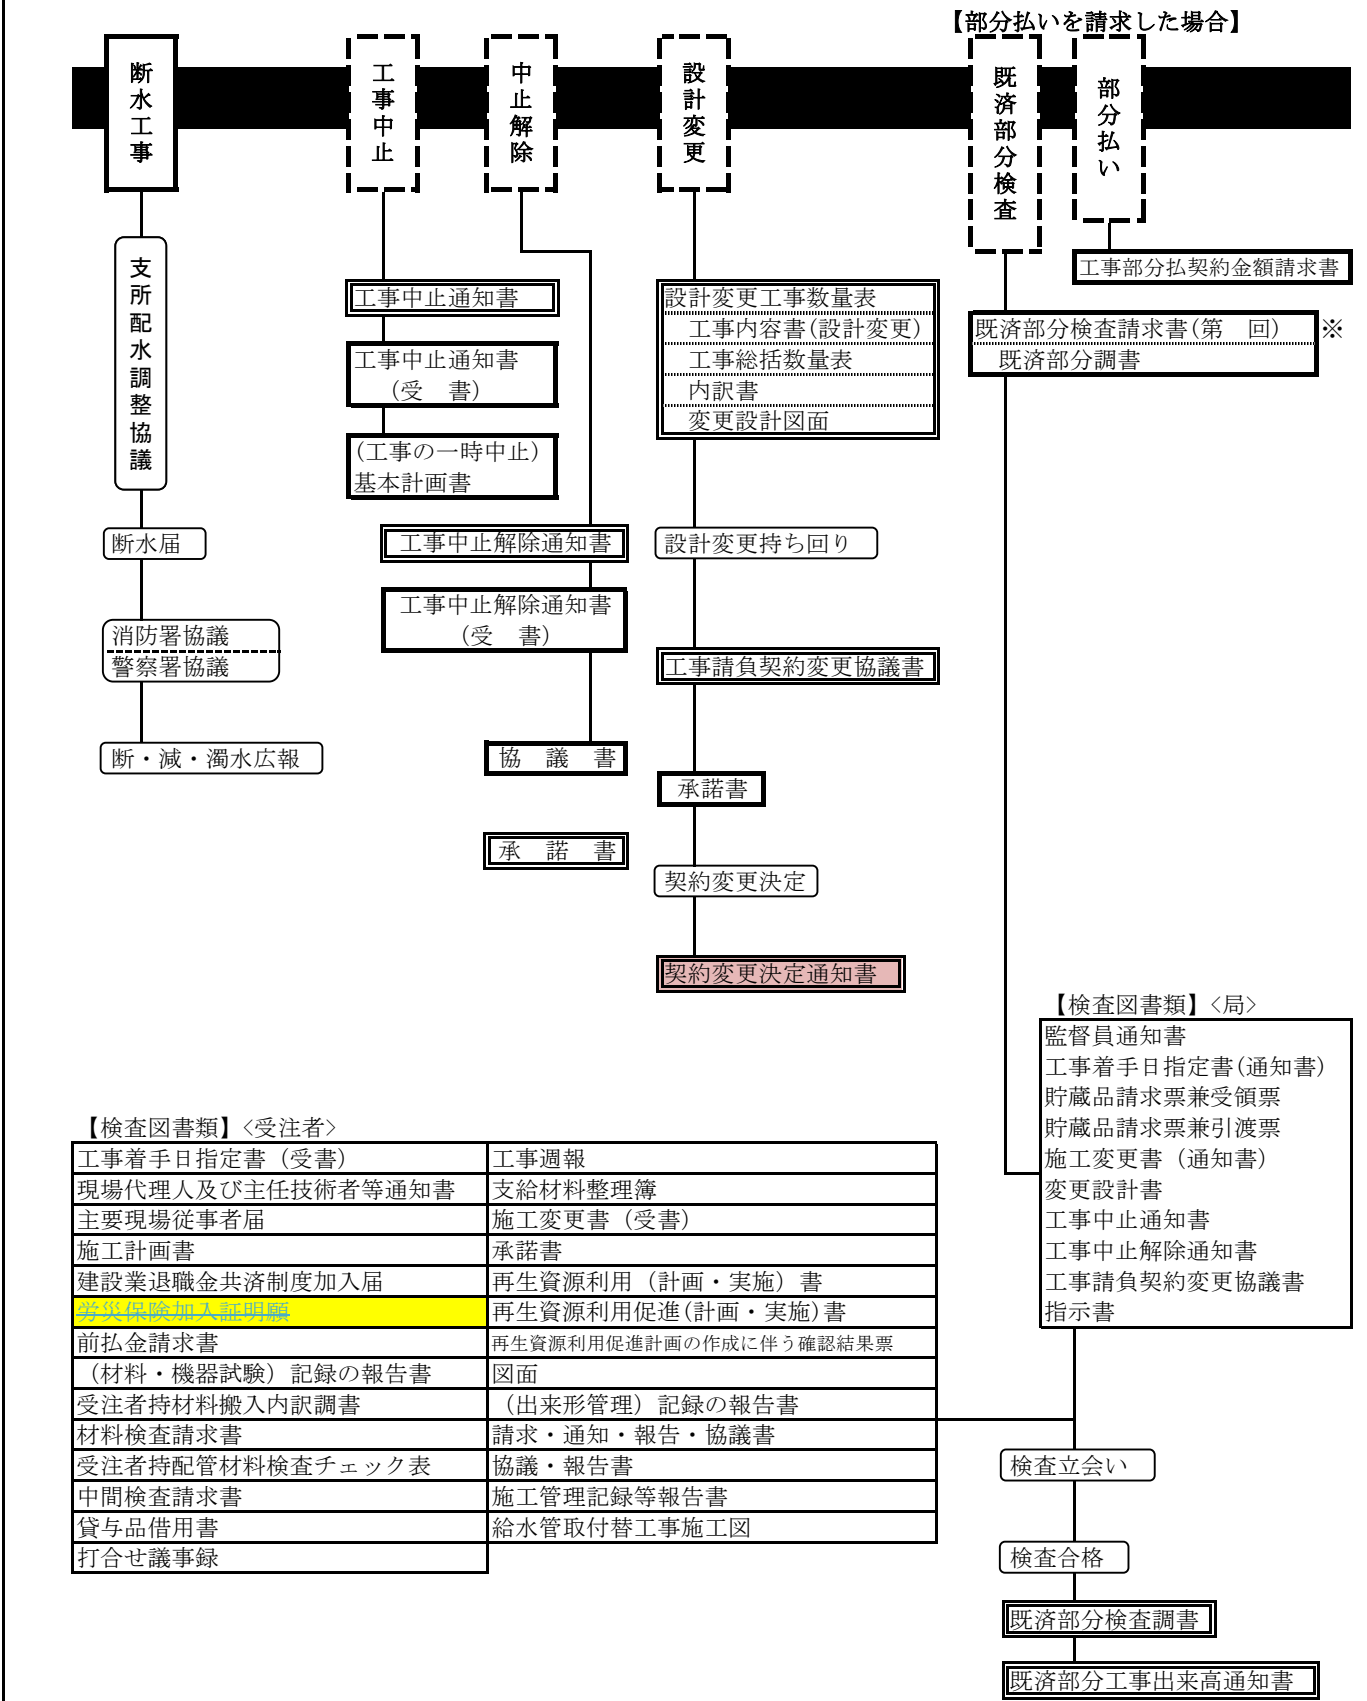 【部分払いを請求した場合】
断水工事
工事中止
中止解除
設計変更
既済部分検査
部分払い
支所配水調整協議
断水届
消防署協議
警察署協議
断・減・濁水広報
工事中止通知書
工事中止通知書
(受　書)
(工事の一時中止)
基本計画書
工事中止解除通知書
工事中止解除通知書
(受　書)
協　議　書
承　諾　書
設計変更工事数量表
工事内容書(設計変更)
工事総括数量表
内訳書
変更設計図面
設計変更持ち回り
工事請負契約変更協議書
承諾書
契約変更決定
契約変更決定通知書
工事部分払契約金額請求書
既済部分検査請求書(第　回)　※
既済部分調書
【検査図書類】<局>
監督員通知書
工事着手日指定書(通知書)
貯蔵品請求票兼受領票
貯蔵品請求票兼引渡票
施工変更書（通知書）
変更設計書
工事中止通知書
工事中止解除通知書
工事請負契約変更協議書
指示書
【検査図書類】<受注者>
工事着手日指定書（受書）　工事週報
現場代理人及び主任技術者等通知書　支給材料整理簿
主要現場従事者届　施工変更書（受書）
施工計画書　承諾書
建設業退職金共済制度加入届　再生資源利用（計画・実施）書
労災保険加入証明願　再生資源利用促進(計画・実施)書
前払金請求書　再生資源利用促進計画の作成に伴う確認結果票
（材料・機器試験）記録の報告書　図面
受注者持材料搬入内訳調書　（出来形管理）記録の報告書
材料検査請求書　請求・通知・報告・協議書
受注者持配管材料検査チェック表　協議・報告書
中間検査請求書　施工管理記録等報告書
貸与品借用書　給水管取付替工事施工図
打合せ議事録
検査立会い
検査合格
既済部分検査調書
既済部分工事出来高通知書